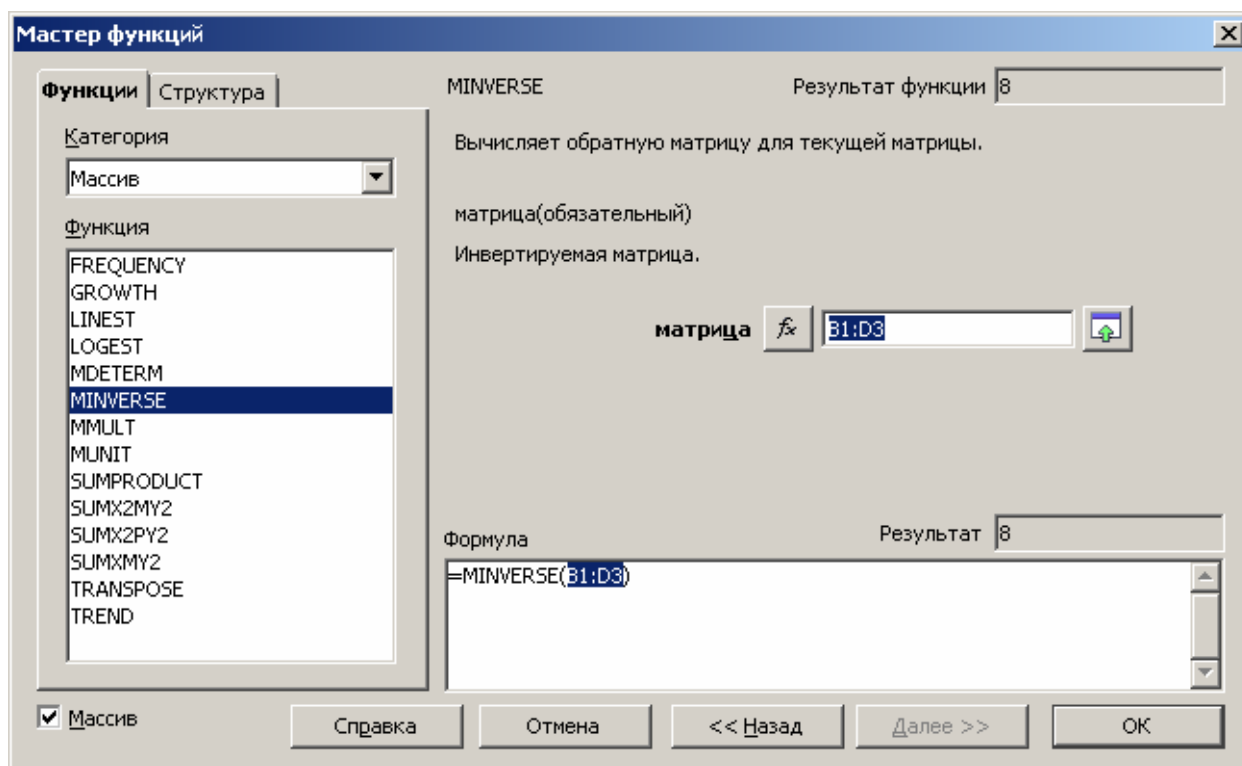 Мастер функций
Функции
Структура
Категория
Массив
Функция
FREQUENCY
GROWTH
LINEST
LOGEST
MDETERM
MINVERSE
MMULT
MUNIT
SUMPRODUCT
SUMX2MY2
SUMX2PY2
SUMXMY2
TRANSPOSE
TREND
MINVERSE
Результат функции 8
Вычисляет обратную матрицу для текущей матрицы.
матрица(обязательный)
Инвертируемая матрица.
матрица fx B1:D3
Формула
Результат 8
=MINVERSE(B1:D3)
Массив
Справка
Отмена
<< Назад
Далее >>
ОК